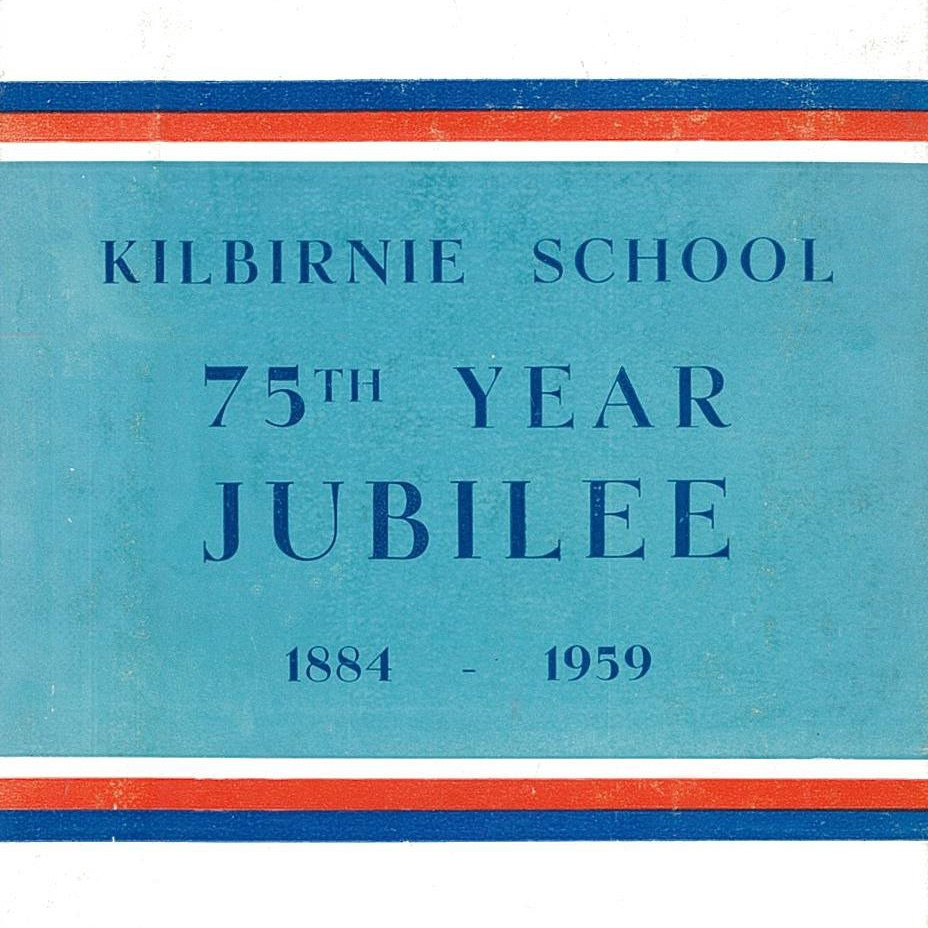 KILBIRNIE SCHOOL
75TH YEAR
JUBILEE
1884 - 1959